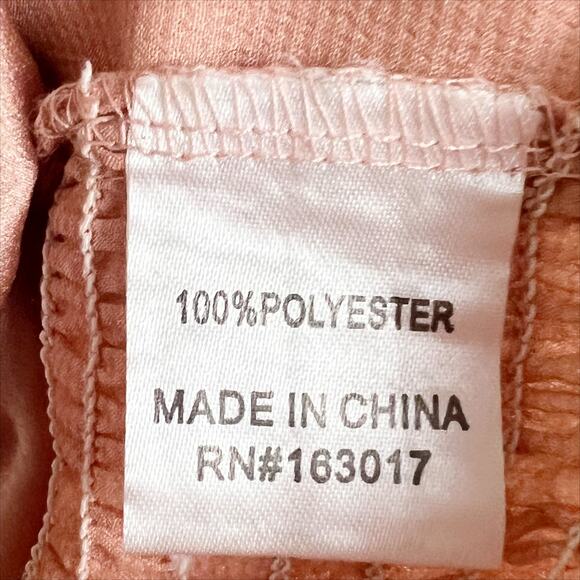 100%POLYESTER
MADE IN CHINA
RN#163017